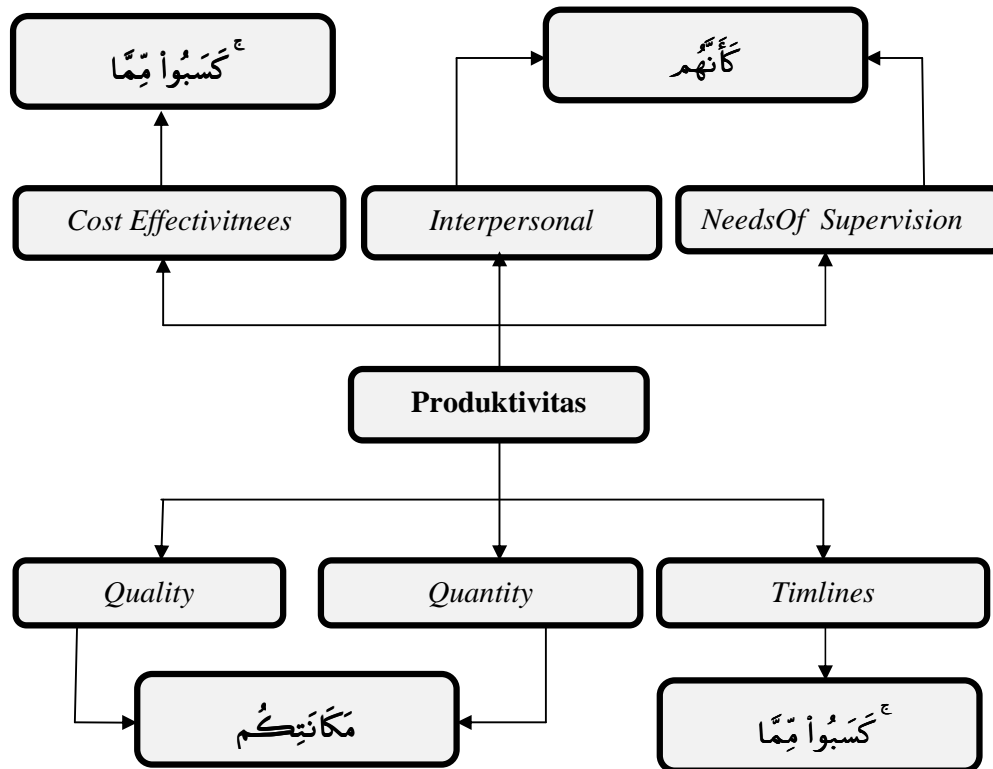 ۚ كَسَبُواْ مِّمَّا
كَأَنَّهُم
Cost Effectivitnees
Interpersonal
NeedsOf Supervision
Produktivitas
Quality
Quantity
Timlines
مَكَانَتِكُم
ۚ كَسَبُواْ مِّمَّا